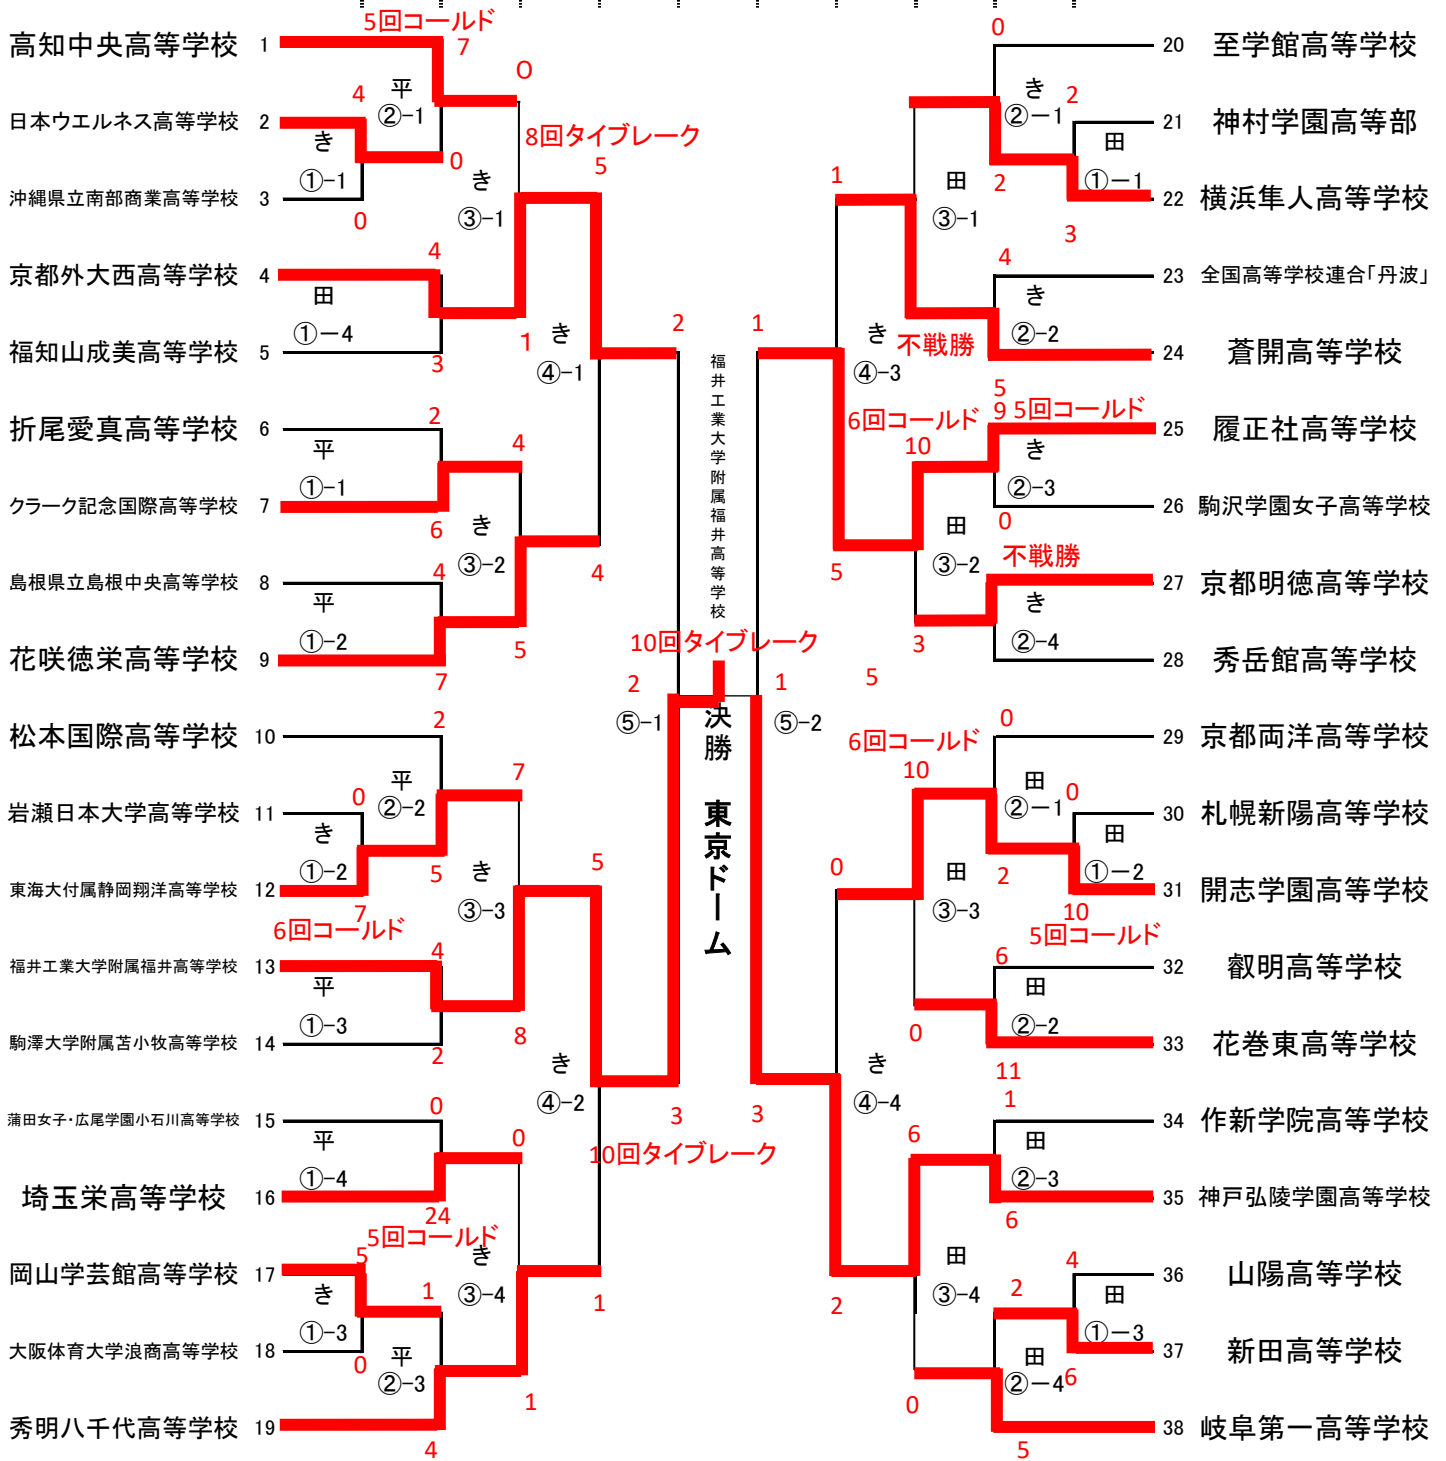 5回コールド
高知中央高等学校 1
7
0
平
②-1
4
日本ウエルネス高等学校 2
き
①-1
0
8回タイブレーク
5
沖縄県立南部商業高等学校 3
0
き
③-1
4
京都外大西高等学校 4
田
①-4
福知山成美高等学校 5
3
1
き
④-1
2
折尾愛真高等学校 6
2
4
平
①-1
クラーク記念国際高等学校 7
6
き
③-2
島根県立島根中央高等学校 8
4
4
平
①-2
花咲徳栄高等学校 9
7
5
松本国際高等学校 10
2
7
平
②-2
0
岩瀬日本大学高等学校 11
き
①-2
5
き
③-3
5
東海大付属静岡翔洋高等学校 12
7
6回コールド
4
福井工業大学附属福井高等学校 13
平
①-3
駒澤大学附属苫小牧高等学校 14
2
8
き
④-2
3
10回タイブレーク
蒲田女子・広尾学園小石川高等学校 15
0
0
平
①-4
埼玉栄高等学校 16
24
5回コールド
き
③-4
5
岡山学芸館高等学校 17
き
①-3
1
1
大阪体育大学浪商高等学校 18
0
平
②-3
1
秀明八千代高等学校 19
4
福井工業大学附属福井高等学校
10回タイブレーク
2
⑤-1
1
⑤-2
決勝 東京ドーム
0
20 至学館高等学校
き
②-1
2
21 神村学園高等部
田
①-1
22 横浜隼人高等学校
3
2
1
田
③-1
4
23 全国高等学校連合「丹波」
き
②-2
24 蒼開高等学校
不戦勝
1
き
④-3
5
9 5回コールド
6回コールド
10
25 履正社高等学校
き
②-3
26 駒沢学園女子高等学校
0
田
③-2
不戦勝
5
27 京都明徳高等学校
き
②-4
28 秀岳館高等学校
3
5
0
29 京都両洋高等学校
6回コールド
10
田
②-1
0
30 札幌新陽高等学校
田
①-2
31 開志学園高等学校
10
2
0
田
③-3
5回コールド
6
32 叡明高等学校
田
②-2
33 花巻東高等学校
11
0
き
④-4
3
1
34 作新学院高等学校
6
田
②-3
35 神戸弘陵学園高等学校
6
田
③-4
4
36 山陽高等学校
2
田
①-3
37 新田高等学校
6
2
田
②-4
0
38 岐阜第一高等学校
5